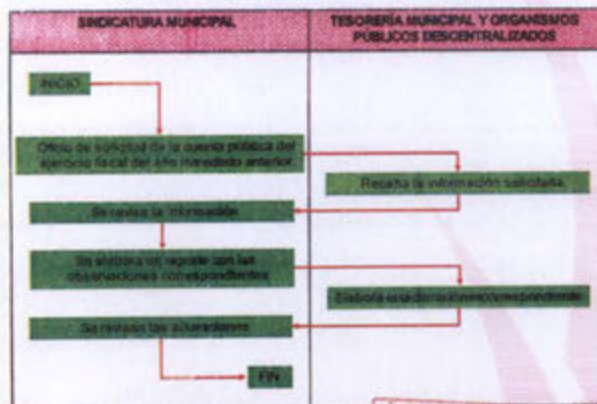 SINDICATURA MUNICIPAL
TESORERÍA MUNICIPAL Y ORGANISMOS
PÚBLICOS DESCENTRALIZADOS
INICIO
Oficio de solicitud de la cuenta pública del
ejercicio fiscal del año inmediato anterior
Recaba la información solicitada
Se revisa la información
Se elabora un reporte con las
observaciones correspondientes
Elabora
Se revisan las aclaraciones
FIN